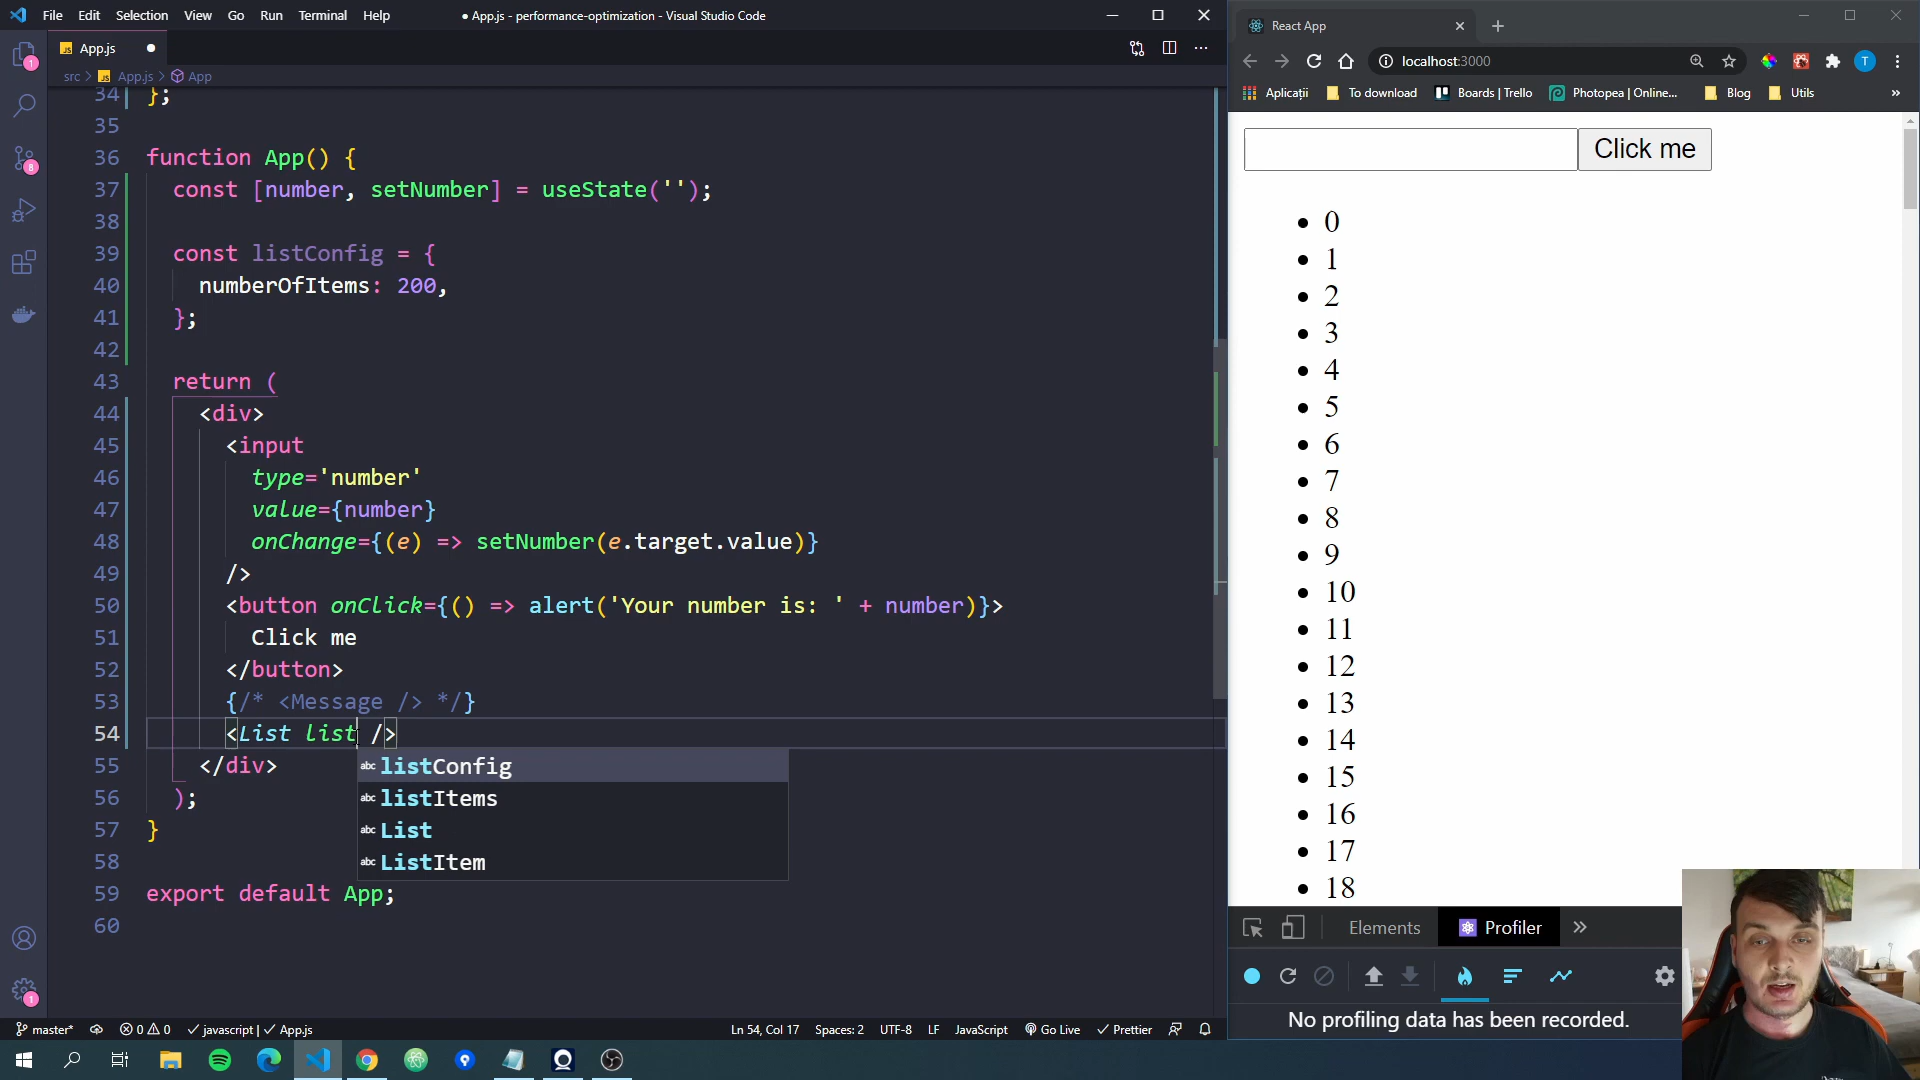 File Edit Selection View Go Run Terminal Help
● App.js - performance-optimization - Visual Studio Code
JS App.js ●
src > JS App.js > App
34 };
35
36 function App() {
37 const [number, setNumber] = useState('');
38
39 const listConfig = {
40 numberOfItems: 200,
41 };
42
43 return (
44 <div>
45 <input
46 type='number'
47 value={number}
48 onChange={(e) => setNumber(e.target.value)}
49 />
50 <button onClick={() => alert('Your number is: ' + number)}>
51 Click me
52 </button>
53 {/* <Message /> */}
54 <List list />
abc listConfig
abc listItems
abc List
abc ListItem
55 </div>
56 );
57 }
58
59 export default App;
60
1
8
1
master* 0 0 javascript | App.js
Ln 54, Col 17 Spaces: 2 UTF-8 LF JavaScript Go Live Prettier
React App
localhost:3000
T
Aplicații To download Boards | Trello Photopea | Online... Blog Utils »
Click me
• 0
• 1
• 2
• 3
• 4
• 5
• 6
• 7
• 8
• 9
• 10
• 11
• 12
• 13
• 14
• 15
• 16
• 17
• 18
Elements Profiler »
No profiling data has been recorded.